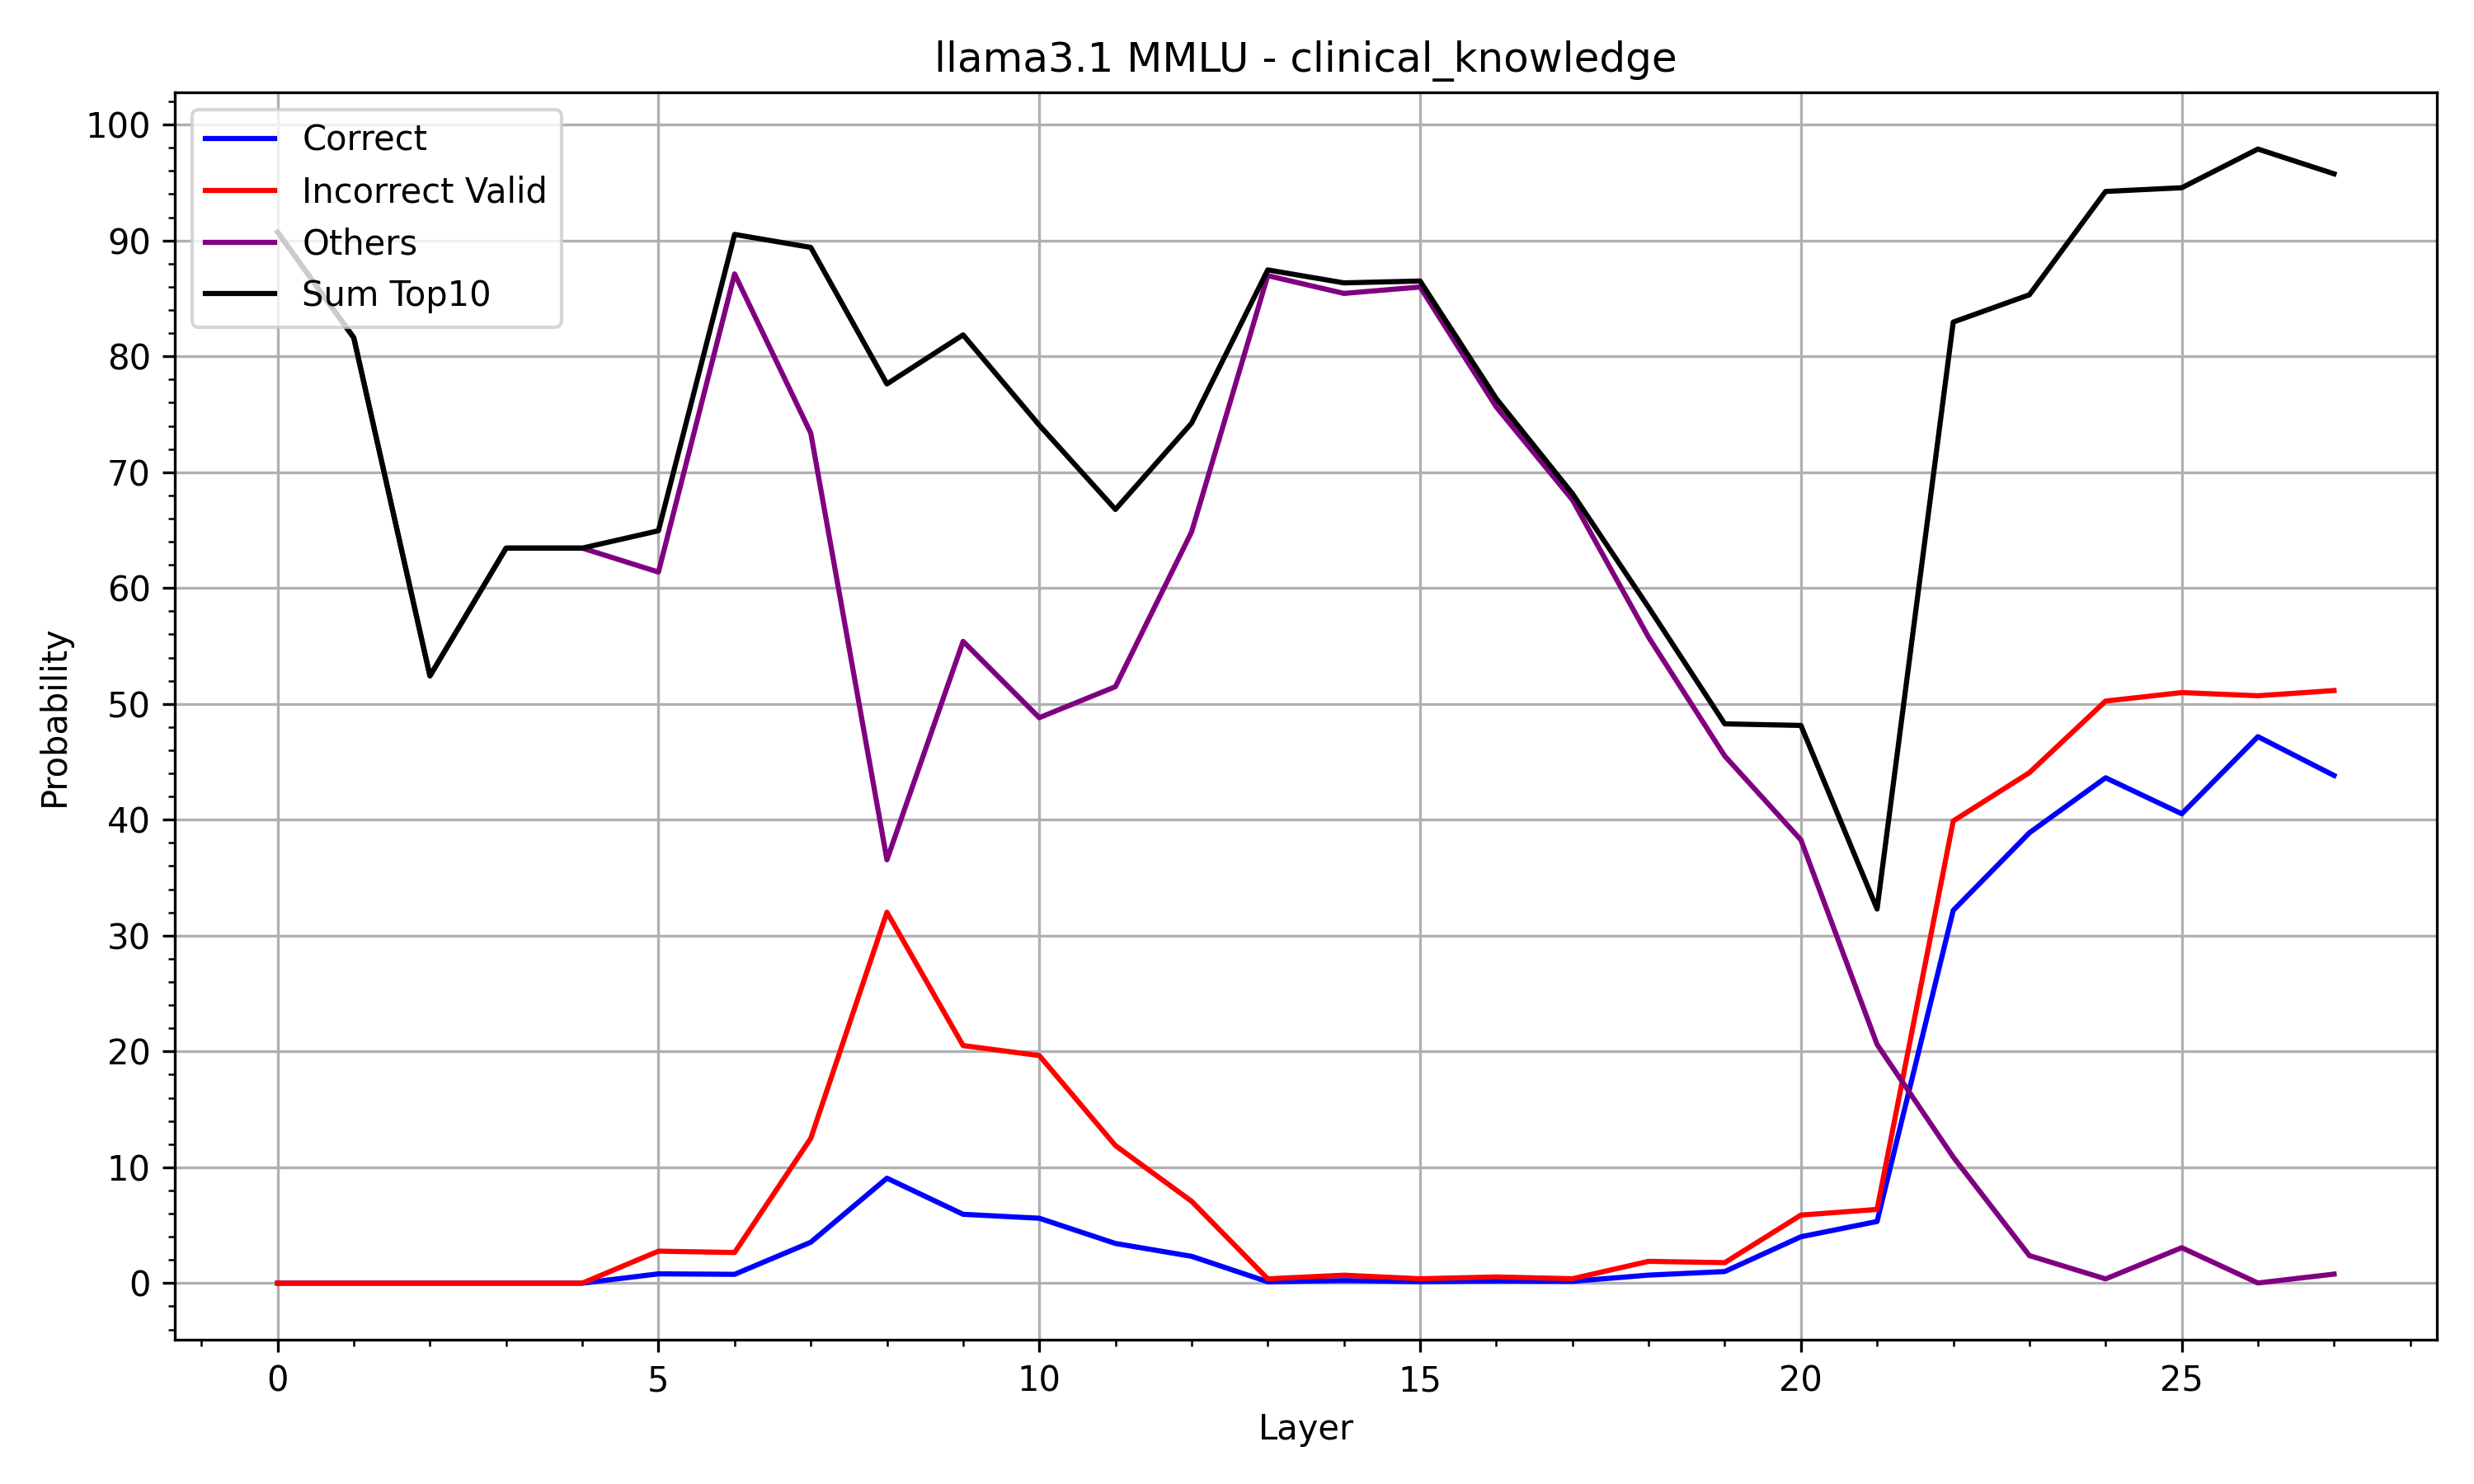 llama3.1 MMLU - clinical_knowledge
Correct
Incorrect Valid
Others
Sum Top10
100
90
80
70
60
50
40
30
20
10
0
Probability
0 5 10 15 20 25
Layer